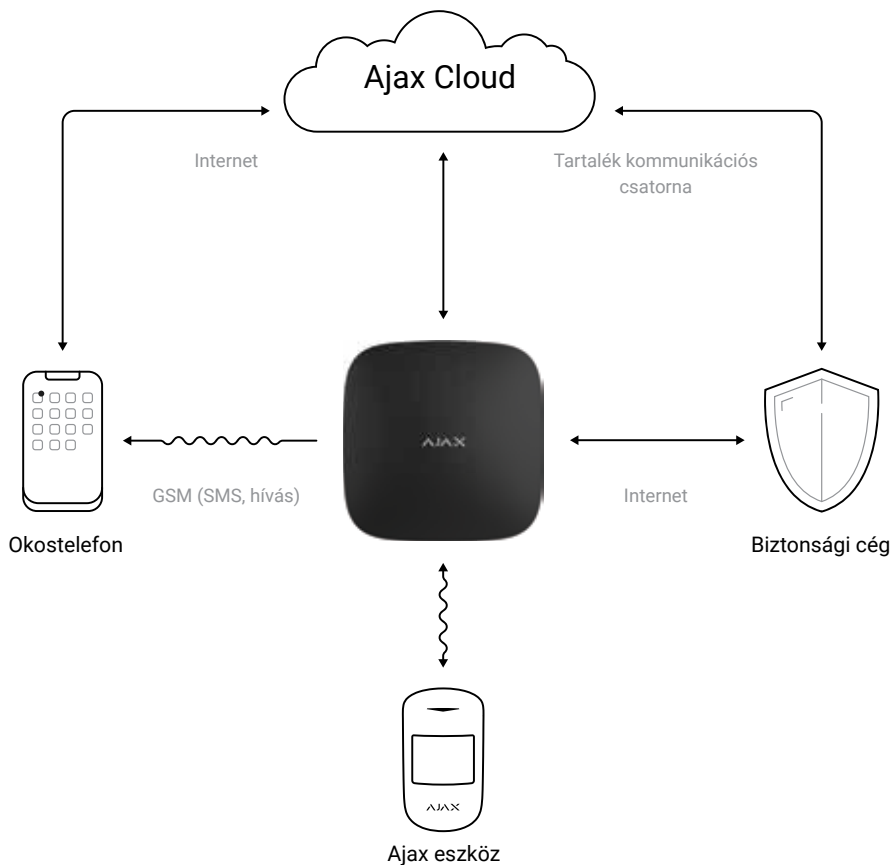 Ajax Cloud
Internet
Tartalék kommunikációs
csatorna
AJAX
GSM (SMS, hívás)
Internet
Okostelefon
Biztonsági cég
AJAX
Ajax eszköz